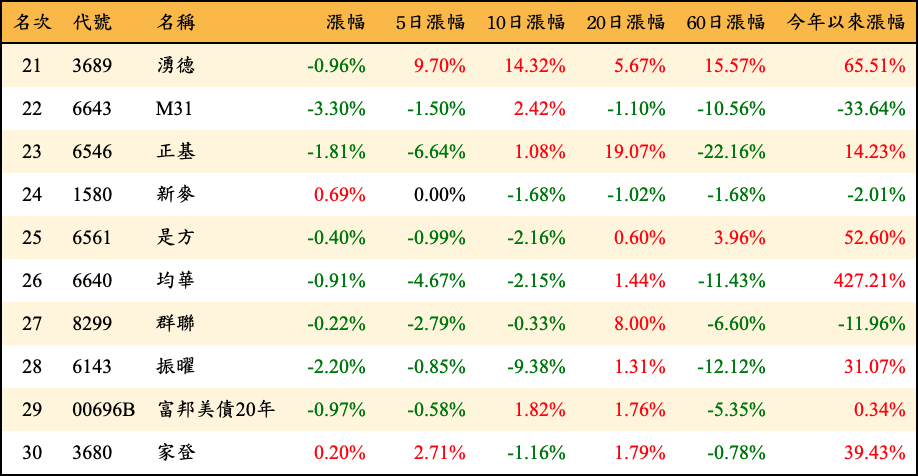 名次 代號 名稱 漲幅 5日漲幅 10日漲幅 20日漲幅 60日漲幅 今年以來漲幅
21 3689 湧德 -0.96% 9.70% 14.32% 5.67% 15.57% 65.51%
22 6643 M31 -3.30% -1.50% 2.42% -1.10% -10.56% -33.64%
23 6546 正基 -1.81% -6.64% 1.08% 19.07% -22.16% 14.23%
24 1580 新麥 0.69% 0.00% -1.68% -1.02% -1.68% -2.01%
25 6561 是方 -0.40% -0.99% -2.16% 0.60% 3.96% 52.60%
26 6640 均華 -0.91% -4.67% -2.15% 1.44% -11.43% 427.21%
27 8299 群聯 -0.22% -2.79% -0.33% 8.00% -6.60% -11.96%
28 6143 振曜 -2.20% -0.85% -9.38% 1.31% -12.12% 31.07%
29 00696B 富邦美債20年 -0.97% -0.58% 1.82% 1.76% -5.35% 0.34%
30 3680 家登 0.20% 2.71% -1.16% 1.79% -0.78% 39.43%